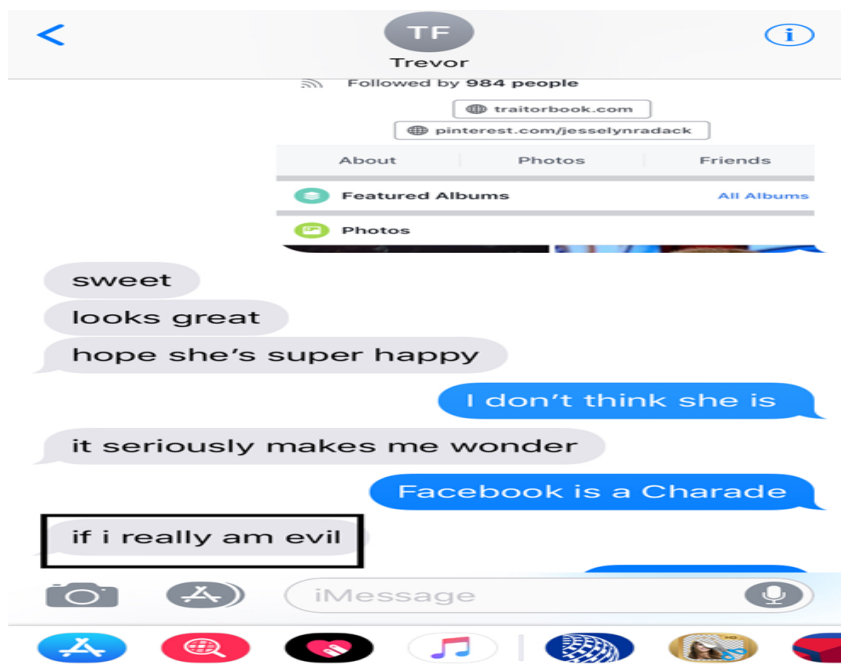 TF
Trevor
Followed by 984 people
traitorbook.com
pinterest.com/jesselynradack
About Photos Friends
Featured Albums All Albums
Photos
sweet
looks great
hope she's super happy
I don't think she is
it seriously makes me wonder
Facebook is a Charade
if i really am evil
iMessage